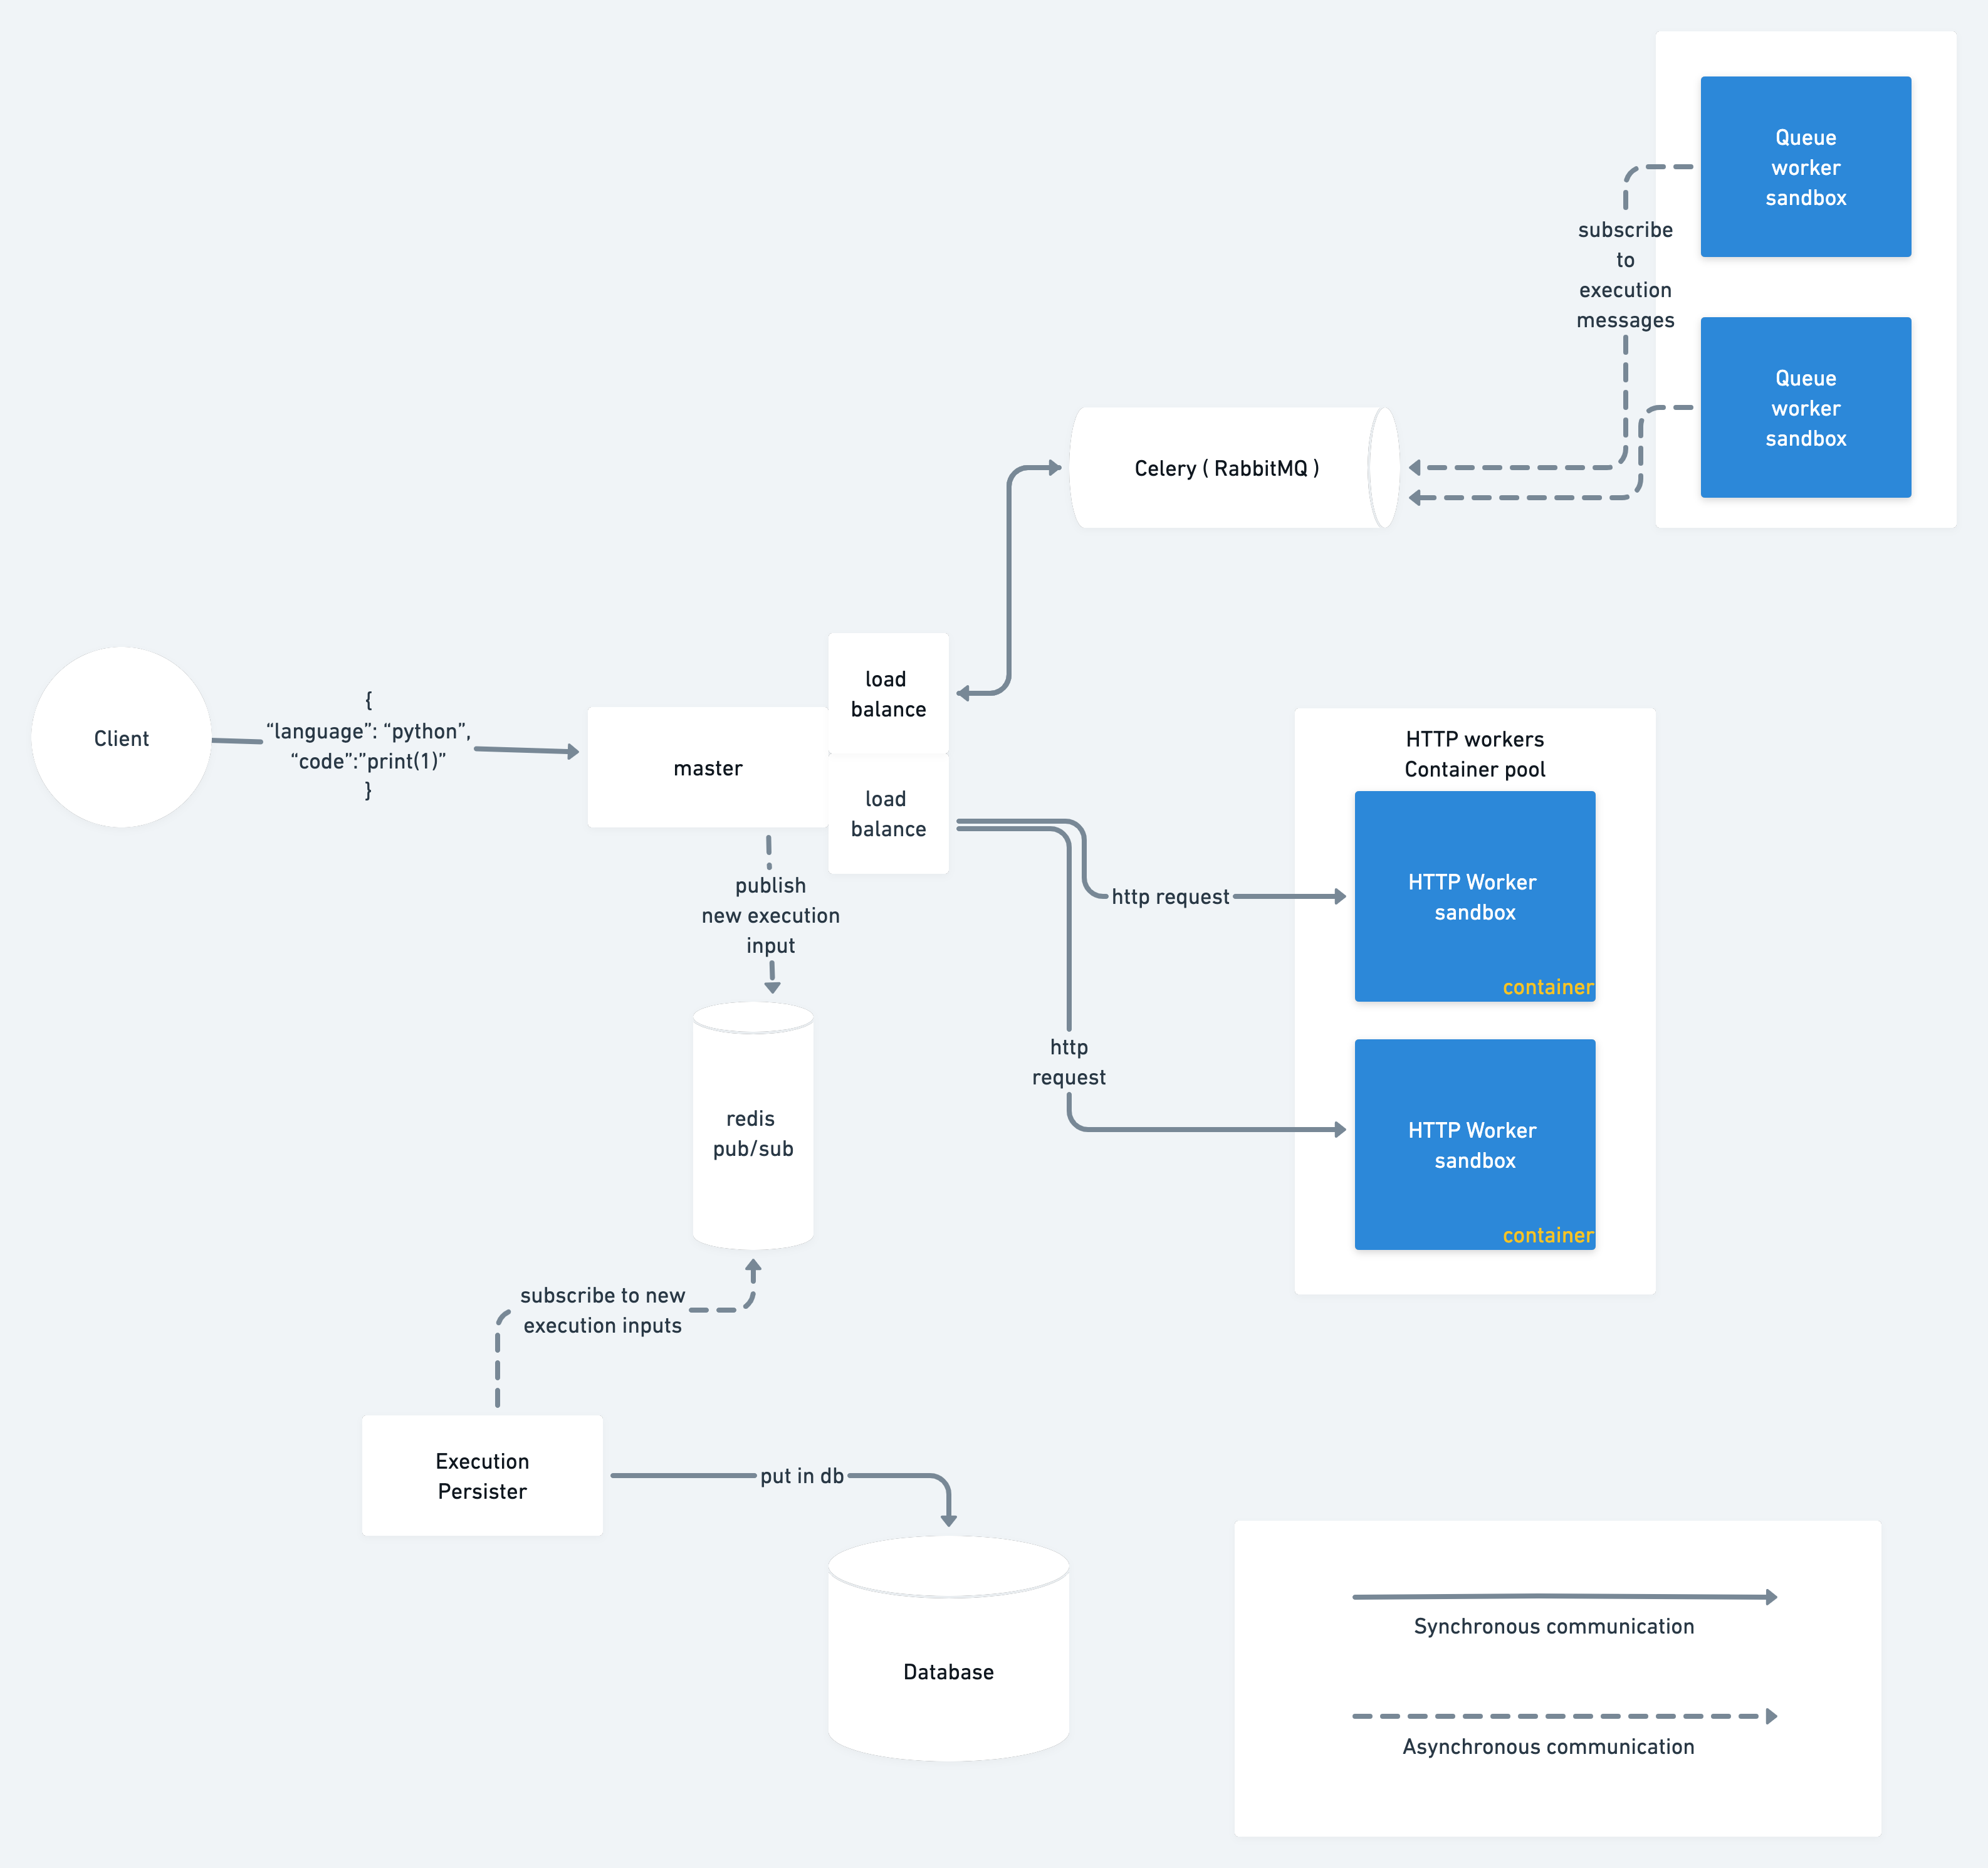 Queue
worker
sandbox
subscribe
to
execution
messages
Queue
worker
sandbox
Celery ( RabbitMQ )
Client
{
“language”: “python”,
“code”:”print(1)”
}
master
load
balance
load
balance
HTTP workers
Container pool
HTTP Worker
sandbox
container
http request
publish
new execution
input
http
request
HTTP Worker
sandbox
container
redis
pub/sub
subscribe to new
execution inputs
Execution
Persister
put in db
Database
Synchronous communication
Asynchronous communication